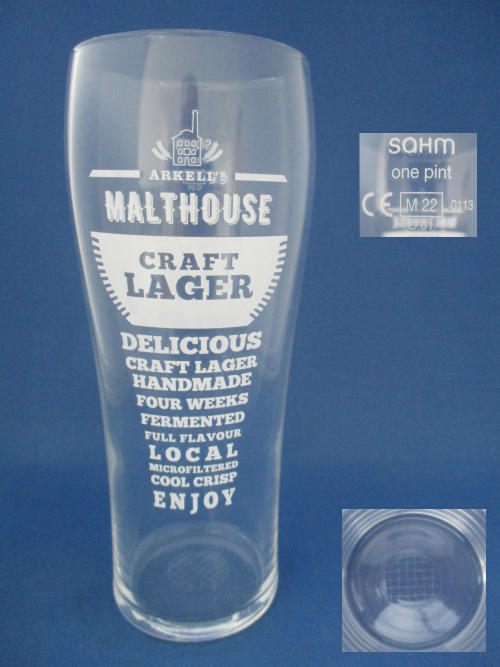 ARKELL'S
MALTHOUSE
CRAFT
LAGER
DELICIOUS
CRAFT LAGER
HANDMADE
FOUR WEEKS
FERMENTED
FULL FLAVOUR
LOCAL
MICROFILTERED
COOL CRISP
ENJOY
sahm
one pint
CE M 22 0113